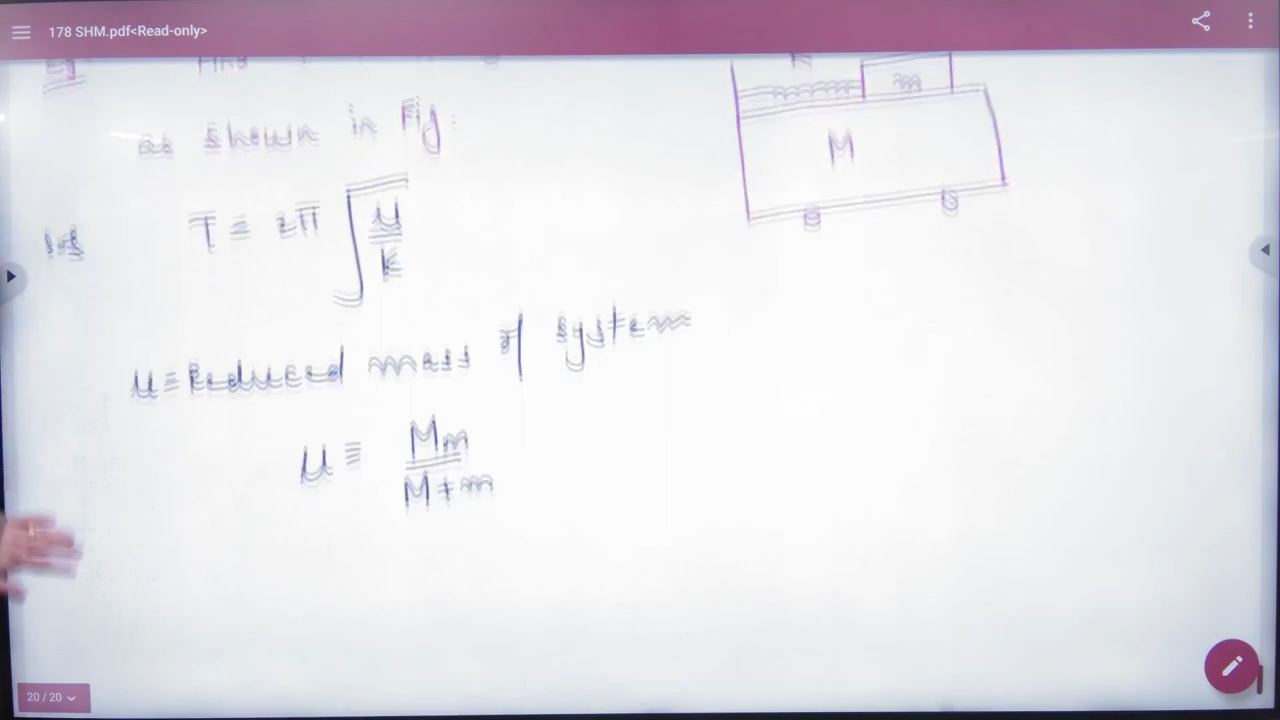 178 SHM.pdf<Read-only>
as shown in Fig.
m
M
T = 2π √(μ/k)
μ = Reduced mass of system
μ = Mm / M + m
20 / 20